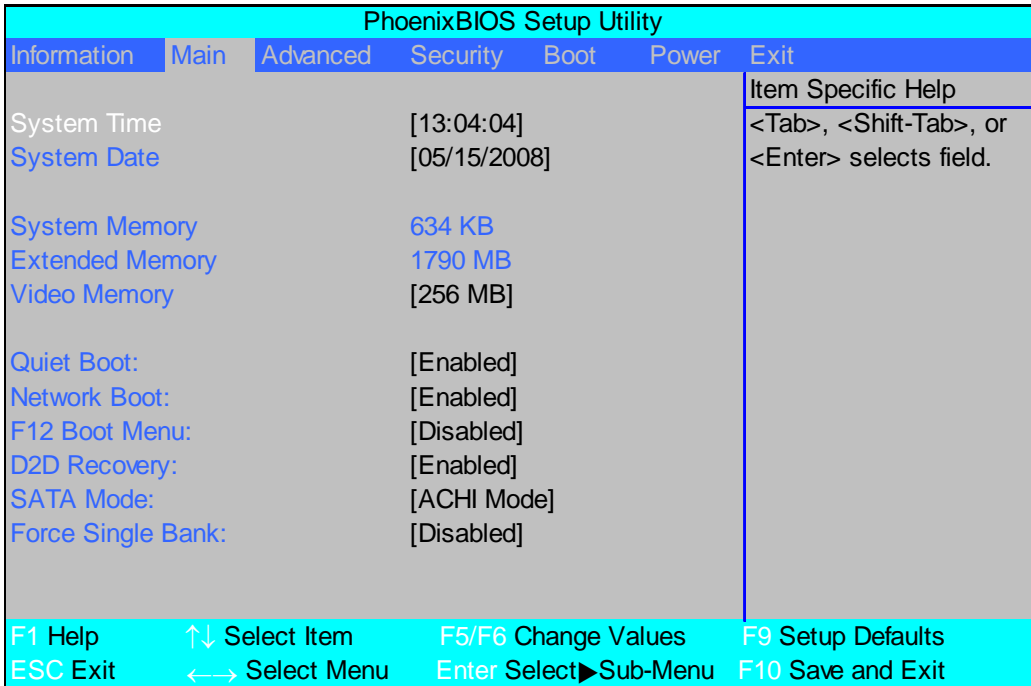 PhoenixBIOS Setup Utility
Information Main Advanced Security Boot Power Exit
Item Specific Help
System Time [13:04:04] <Tab>, <Shift-Tab>, or
System Date [05/15/2008] <Enter> selects field.
System Memory 634 KB
Extended Memory 1790 MB
Video Memory [256 MB]
Quiet Boot: [Enabled]
Network Boot: [Enabled]
F12 Boot Menu: [Disabled]
D2D Recovery: [Enabled]
SATA Mode: [ACHI Mode]
Force Single Bank: [Disabled]
F1 Help ↑↓ Select Item F5/F6 Change Values F9 Setup Defaults
ESC Exit ←→ Select Menu Enter Select▶Sub-Menu F10 Save and Exit